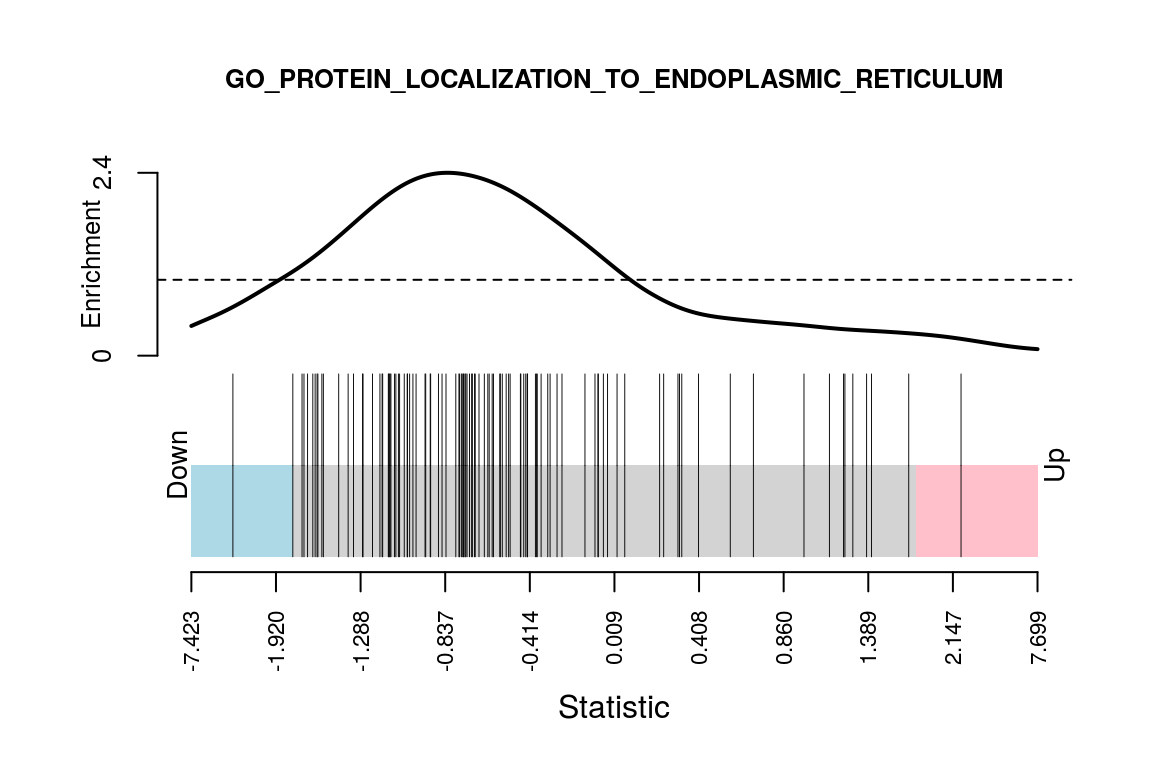 GO_PROTEIN_LOCALIZATION_TO_ENDOPLASMIC_RETICULUM
Enrichment
2.4
0
Down
Up
-7.423 -1.920 -1.288 -0.837 -0.414 0.009 0.408 0.860 1.389 2.147 7.699
Statistic